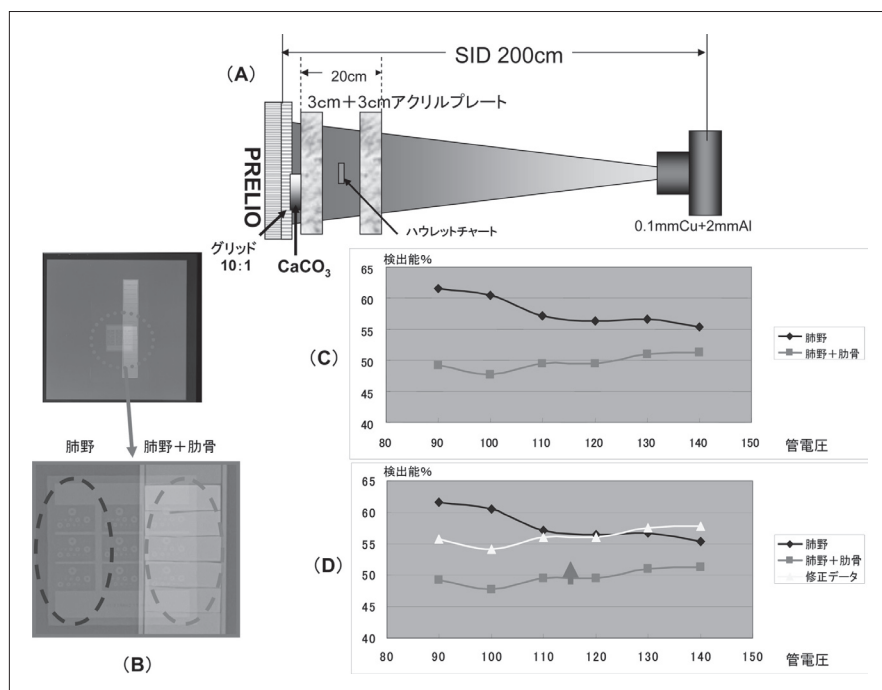 (A)
SID 200cm
20cm
3cm＋3cmアクリルプレート
PRELIO
グリッド
10：1
CaCO3
ハウレットチャート
0.1mmCu+2mmAl
(B)
肺野
肺野＋肋骨
(C)
検出能%
65
60
55
50
45
40
80
90
100
110
120
130
140
150
管電圧
肺野
肺野＋肋骨
(D)
検出能%
65
60
55
50
45
40
80
90
100
110
120
130
140
150
管電圧
肺野
肺野＋肋骨
修正データ